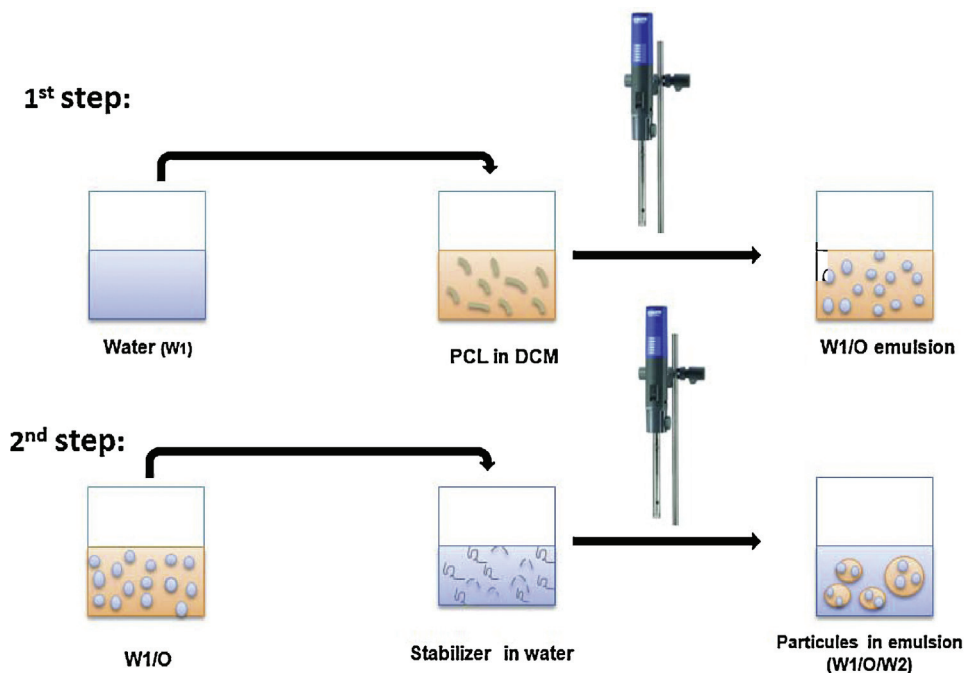 1st step:
Water (W1)
PCL in DCM
W1/O emulsion
2nd step:
W1/O
Stabilizer in water
Particules in emulsion
(W1/O/W2)